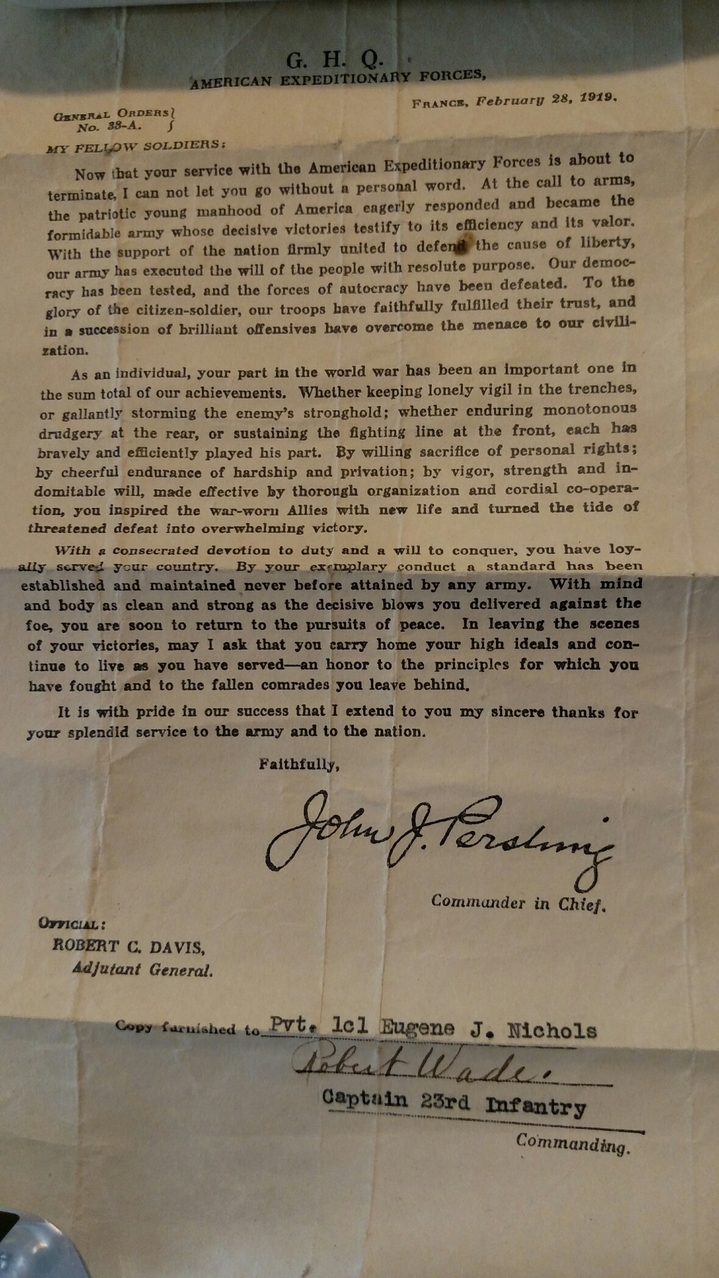 G. H. Q.
AMERICAN EXPEDITIONARY FORCES,
FRANCE, February 28, 1919.
GENERAL ORDERS}
No. 38-A. }
MY FELLOW SOLDIERS:
Now that your service with the American Expeditionary Forces is about to
terminate, I can not let you go without a personal word. At the call to arms,
the patriotic young manhood of America eagerly responded and became the
formidable army whose decisive victories testify to its efficiency and its valor.
With the support of the nation firmly united to defend the cause of liberty,
our army has executed the will of the people with resolute purpose. Our democ-
racy has been tested, and the forces of autocracy have been defeated. To the
glory of the citizen-soldier, our troops have faithfully fulfilled their trust, and
in a succession of brilliant offensives have overcome the menace to our civili-
zation.
As an individual, your part in the world war has been an important one in
the sum total of our achievements. Whether keeping lonely vigil in the trenches,
or gallantly storming the enemy's stronghold; whether enduring monotonous
drudgery at the rear, or sustaining the fighting line at the front, each has
bravely and efficiently played his part. By willing sacrifice of personal rights;
by cheerful endurance of hardship and privation; by vigor, strength and in-
domitable will, made effective by thorough organization and cordial co-opera-
tion, you inspired the war-worn Allies with new life and turned the tide of
threatened defeat into overwhelming victory.
With a consecrated devotion to duty and a will to conquer, you have loy-
ally served your country. By your exemplary conduct a standard has been
established and maintained never before attained by any army. With mind
and body as clean and strong as the decisive blows you delivered against the
foe, you are soon to return to the pursuits of peace. In leaving the scenes
of your victories, may I ask that you carry home your high ideals and con-
tinue to live as you have served—an honor to the principles for which you
have fought and to the fallen comrades you leave behind.
It is with pride in our success that I extend to you my sincere thanks for
your splendid service to the army and to the nation.
Faithfully,
John J. Pershing
Commander in Chief.
OFFICIAL:
ROBERT C. DAVIS,
Adjutant General.
Copy furnished to Pvt. 1cl Eugene J. Nichols
Robert Wade.
Captain 23rd Infantry
Commanding.